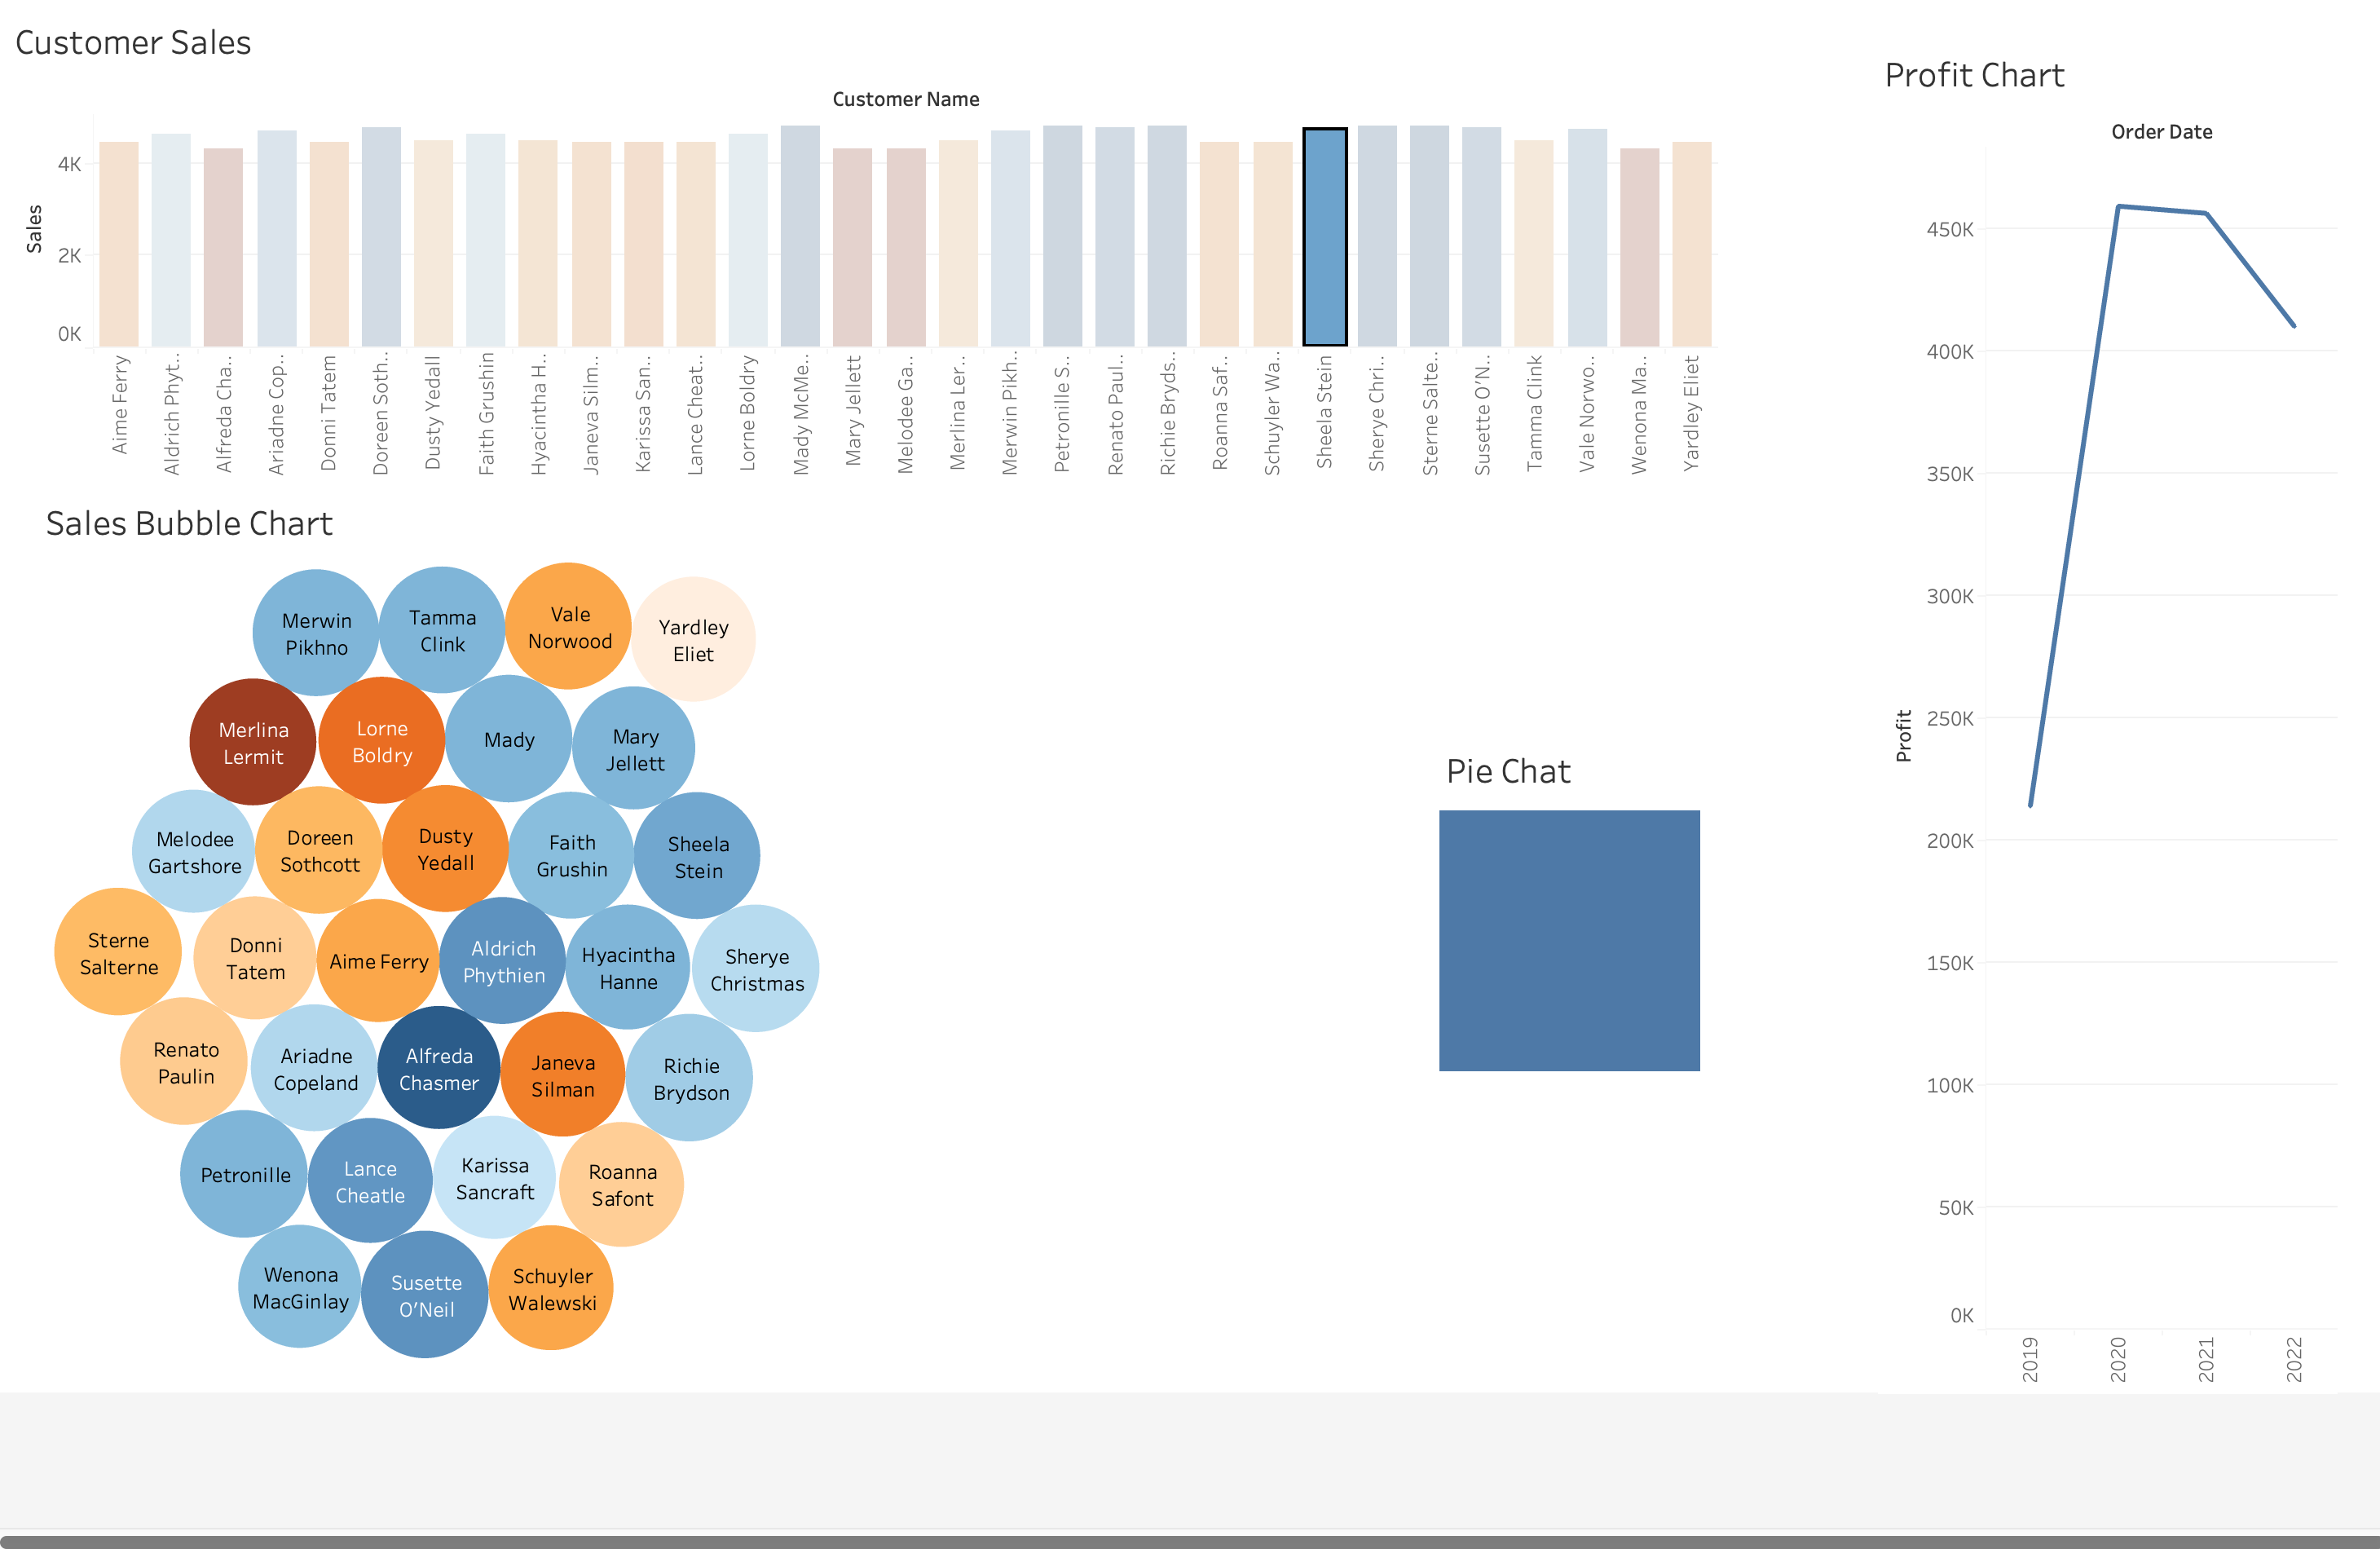 Customer Sales
Customer Name
Sales
4K
2K
0K
Aime Ferry
Aldrich Phyt..
Alfreda Cha..
Ariadne Cop..
Donni Tatem
Doreen Soth..
Dusty Yedall
Faith Grushin
Hyacintha H..
Janeva Silm..
Karissa San..
Lance Cheat..
Lorne Boldry
Mady McMe..
Mary Jellett
Melodee Ga..
Merlina Ler..
Merwin Pikh..
Petronille S..
Renato Paul..
Richie Bryds..
Roanna Saf..
Schuyler Wa..
Sheela Stein
Sherye Chri..
Sterne Salte..
Susette O'N..
Tamma Clink
Vale Norwo..
Wenona Ma..
Yardley Eliet
Sales Bubble Chart
Merwin
Pikhno
Tamma
Clink
Vale
Norwood
Yardley
Eliet
Merlina
Lermit
Lorne
Boldry
Mady
Mary
Jellett
Melodee
Gartshore
Doreen
Sothcott
Dusty
Yedall
Faith
Grushin
Sheela
Stein
Sterne
Salterne
Donni
Tatem
Aime Ferry
Aldrich
Phythien
Hyacintha
Hanne
Sherye
Christmas
Renato
Paulin
Ariadne
Copeland
Alfreda
Chasmer
Janeva
Silman
Richie
Brydson
Petronille
Lance
Cheatle
Karissa
Sancraft
Roanna
Safont
Wenona
MacGinlay
Susette
O'Neil
Schuyler
Walewski
Pie Chat
Profit Chart
Order Date
Profit
450K
400K
350K
300K
250K
200K
150K
100K
50K
0K
2019
2020
2021
2022